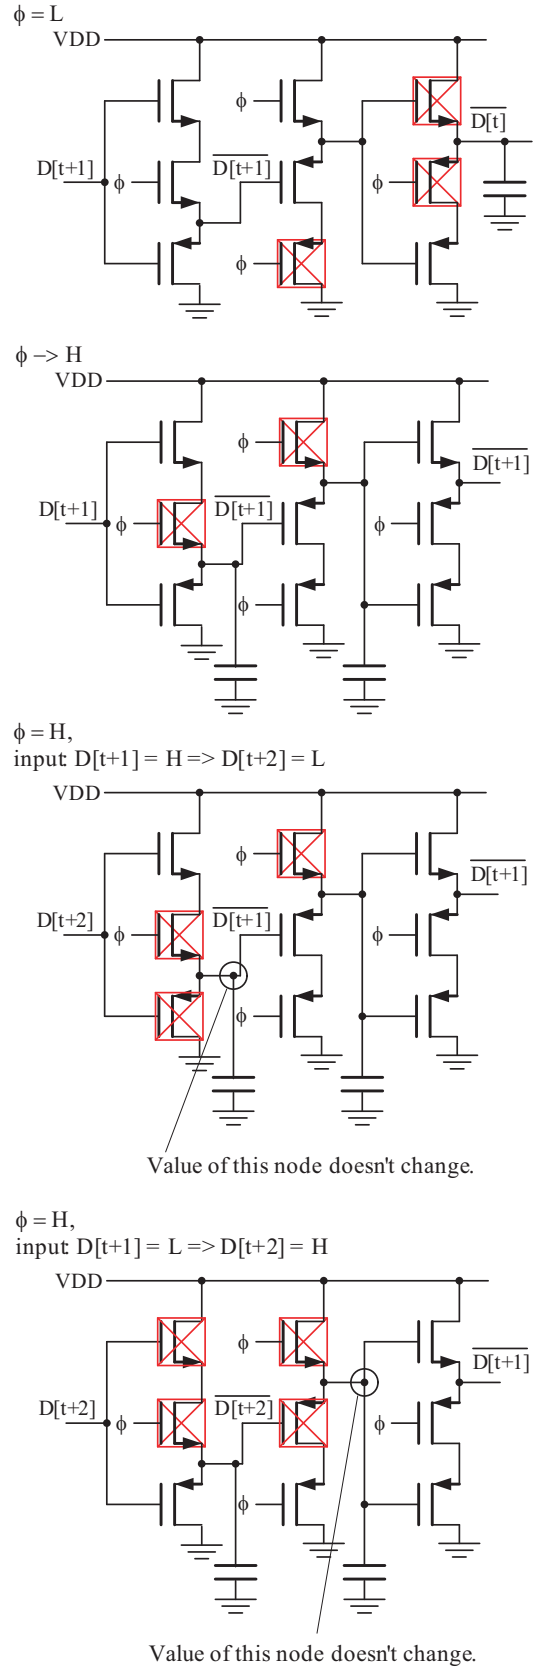 ϕ = L
VDD
ϕ
D[t]
D[t+1]
ϕ
D[t+1]
ϕ
ϕ
ϕ −> H
VDD
ϕ
D[t+1]
D[t+1]
ϕ
D[t+1]
ϕ
ϕ
ϕ = H,
input: D[t+1] = H => D[t+2] = L
VDD
ϕ
D[t+1]
D[t+2]
ϕ
D[t+1]
ϕ
ϕ
Value of this node doesn't change.
ϕ = H,
input: D[t+1] = L => D[t+2] = H
VDD
ϕ
D[t+1]
D[t+2]
ϕ
D[t+2]
ϕ
ϕ
Value of this node doesn't change.